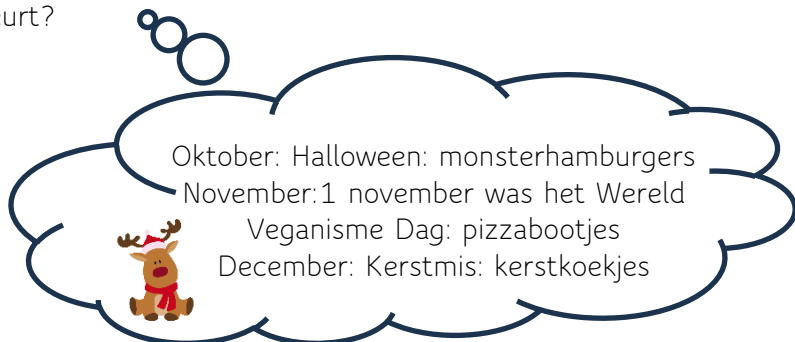 urt?
Oktober: Halloween: monsterhamburgers
November:1 november was het Wereld
Veganisme Dag: pizzabootjes
December: Kerstmis: kerstkoekjes